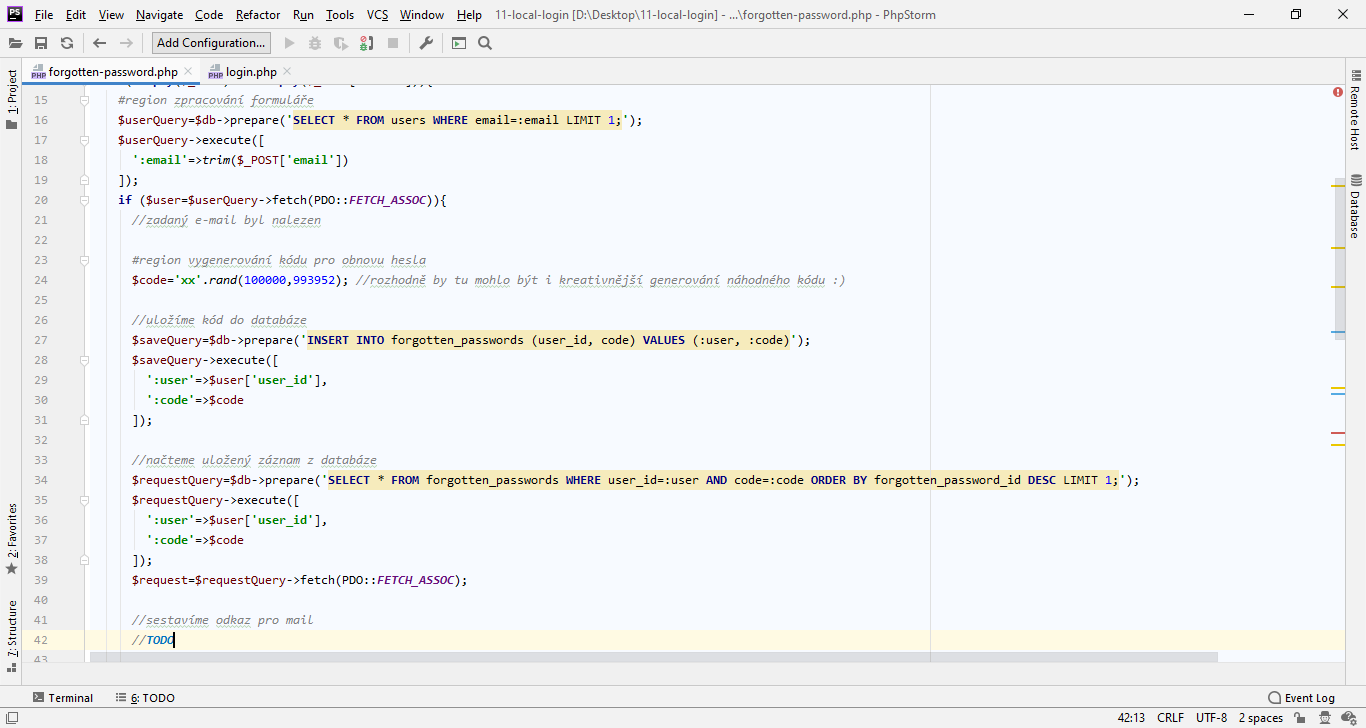 PS File Edit View Navigate Code Refactor Run Tools VCS Window Help 11-local-login [D:\Desktop\11-local-login] - ...\forgotten-password.php - PhpStorm
Add Configuration...
forgotten-password.php login.php
15 #region zpracování formuláře
16 $userQuery=$db->prepare('SELECT * FROM users WHERE email=:email LIMIT 1;');
17 $userQuery->execute([
18 ':email'=>trim($_POST['email'])
19 ]);
20 if ($user=$userQuery->fetch(PDO::FETCH_ASSOC)){
21 //zadaný e-mail byl nalezen
22
23 #region vygenerování kódu pro obnovu hesla
24 $code='xx'.rand(100000,993952); //rozhodně by tu mohlo být i kreativnější generování náhodného kódu :)
25
26 //uložíme kód do databáze
27 $saveQuery=$db->prepare('INSERT INTO forgotten_passwords (user_id, code) VALUES (:user, :code)');
28 $saveQuery->execute([
29 ':user'=>$user['user_id'],
30 ':code'=>$code
31 ]);
32
33 //načteme uložený záznam z databáze
34 $requestQuery=$db->prepare('SELECT * FROM forgotten_passwords WHERE user_id=:user AND code=:code ORDER BY forgotten_password_id DESC LIMIT 1;');
35 $requestQuery->execute([
36 ':user'=>$user['user_id'],
37 ':code'=>$code
38 ]);
39 $request=$requestQuery->fetch(PDO::FETCH_ASSOC);
40
41 //sestavíme odkaz pro mail
42 //TODO
43
1: Project
2: Favorites
7: Structure
Remote Host
Database
Terminal 6: TODO Event Log
42:13 CRLF UTF-8 2 spaces